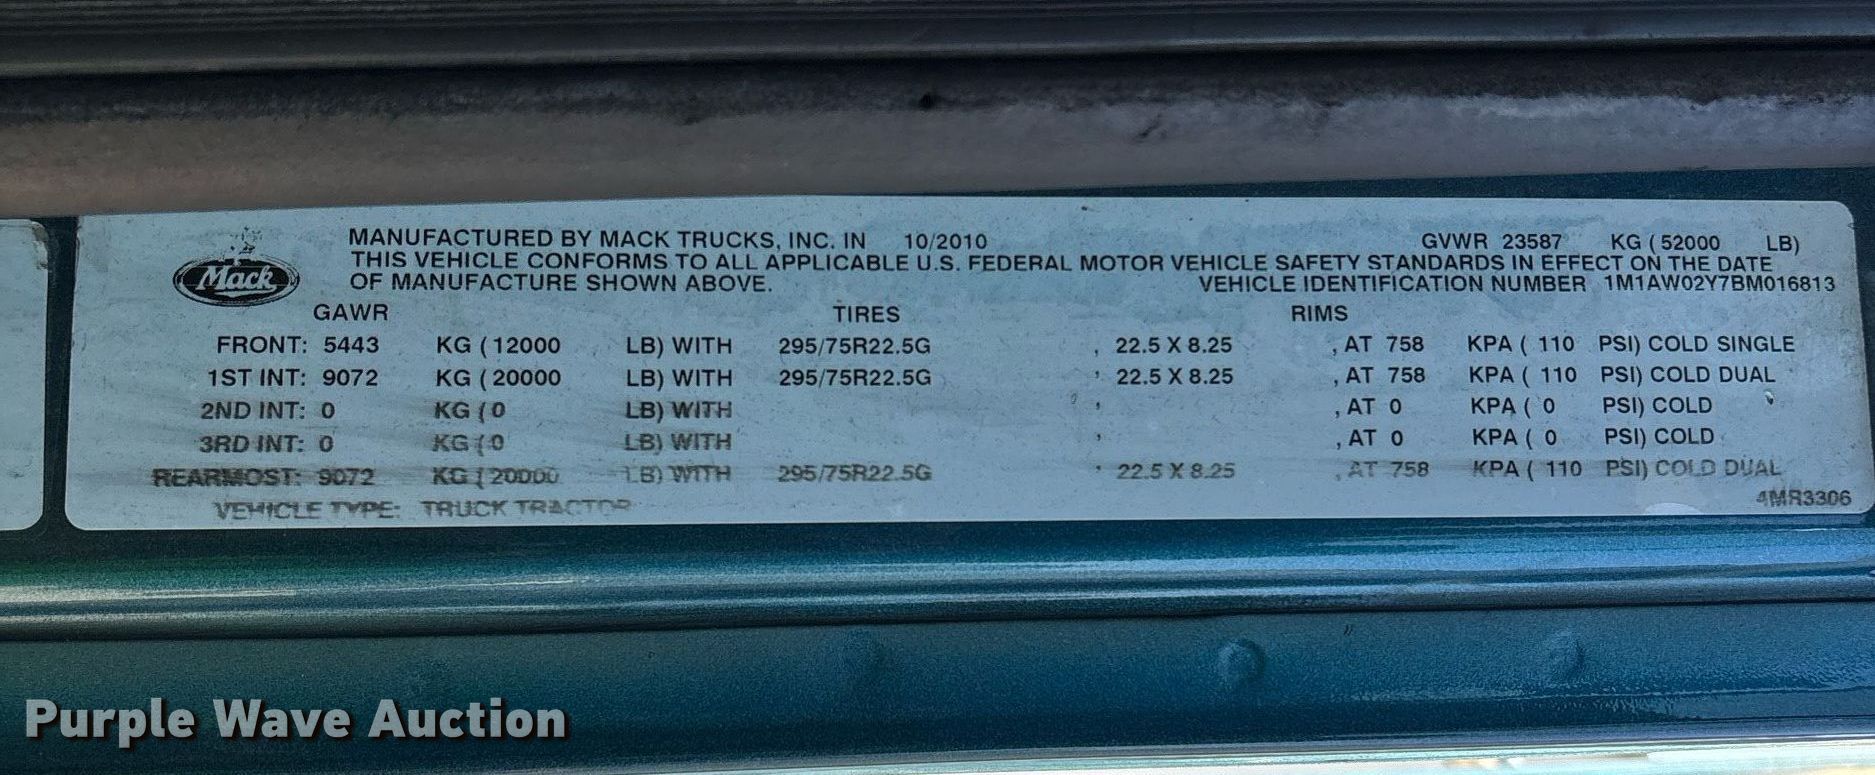 MANUFACTURED BY MACK TRUCKS, INC. IN 10/2010 GVWR 23587 KG (52000 LB)
THIS VEHICLE CONFORMS TO ALL APPLICABLE U.S. FEDERAL MOTOR VEHICLE SAFETY STANDARDS IN EFFECT ON THE DATE
OF MANUFACTURE SHOWN ABOVE. VEHICLE IDENTIFICATION NUMBER 1M1AW02Y7BM016813
Mack
GAWR TIRES RIMS
FRONT: 5443 KG (12000 LB) WITH 295/75R22.5G , 22.5 X 8.25 , AT 758 KPA ( 110 PSI) COLD SINGLE
1ST INT: 9072 KG (20000 LB) WITH 295/75R22.5G , 22.5 X 8.25 , AT 758 KPA ( 110 PSI) COLD DUAL
2ND INT: 0 KG (0 LB) WITH , , AT 0 KPA ( 0 PSI) COLD
3RD INT: 0 KG (0 LB) WITH , , AT 0 KPA ( 0 PSI) COLD
REARMOST: 9072 KG (20000 LB) WITH 295/75R22.5G , 22.5 X 8.25 , AT 758 KPA ( 110 PSI) COLD DUAL
VEHICLE TYPE: TRUCK TRACTOR 4MR3306
Purple Wave Auction